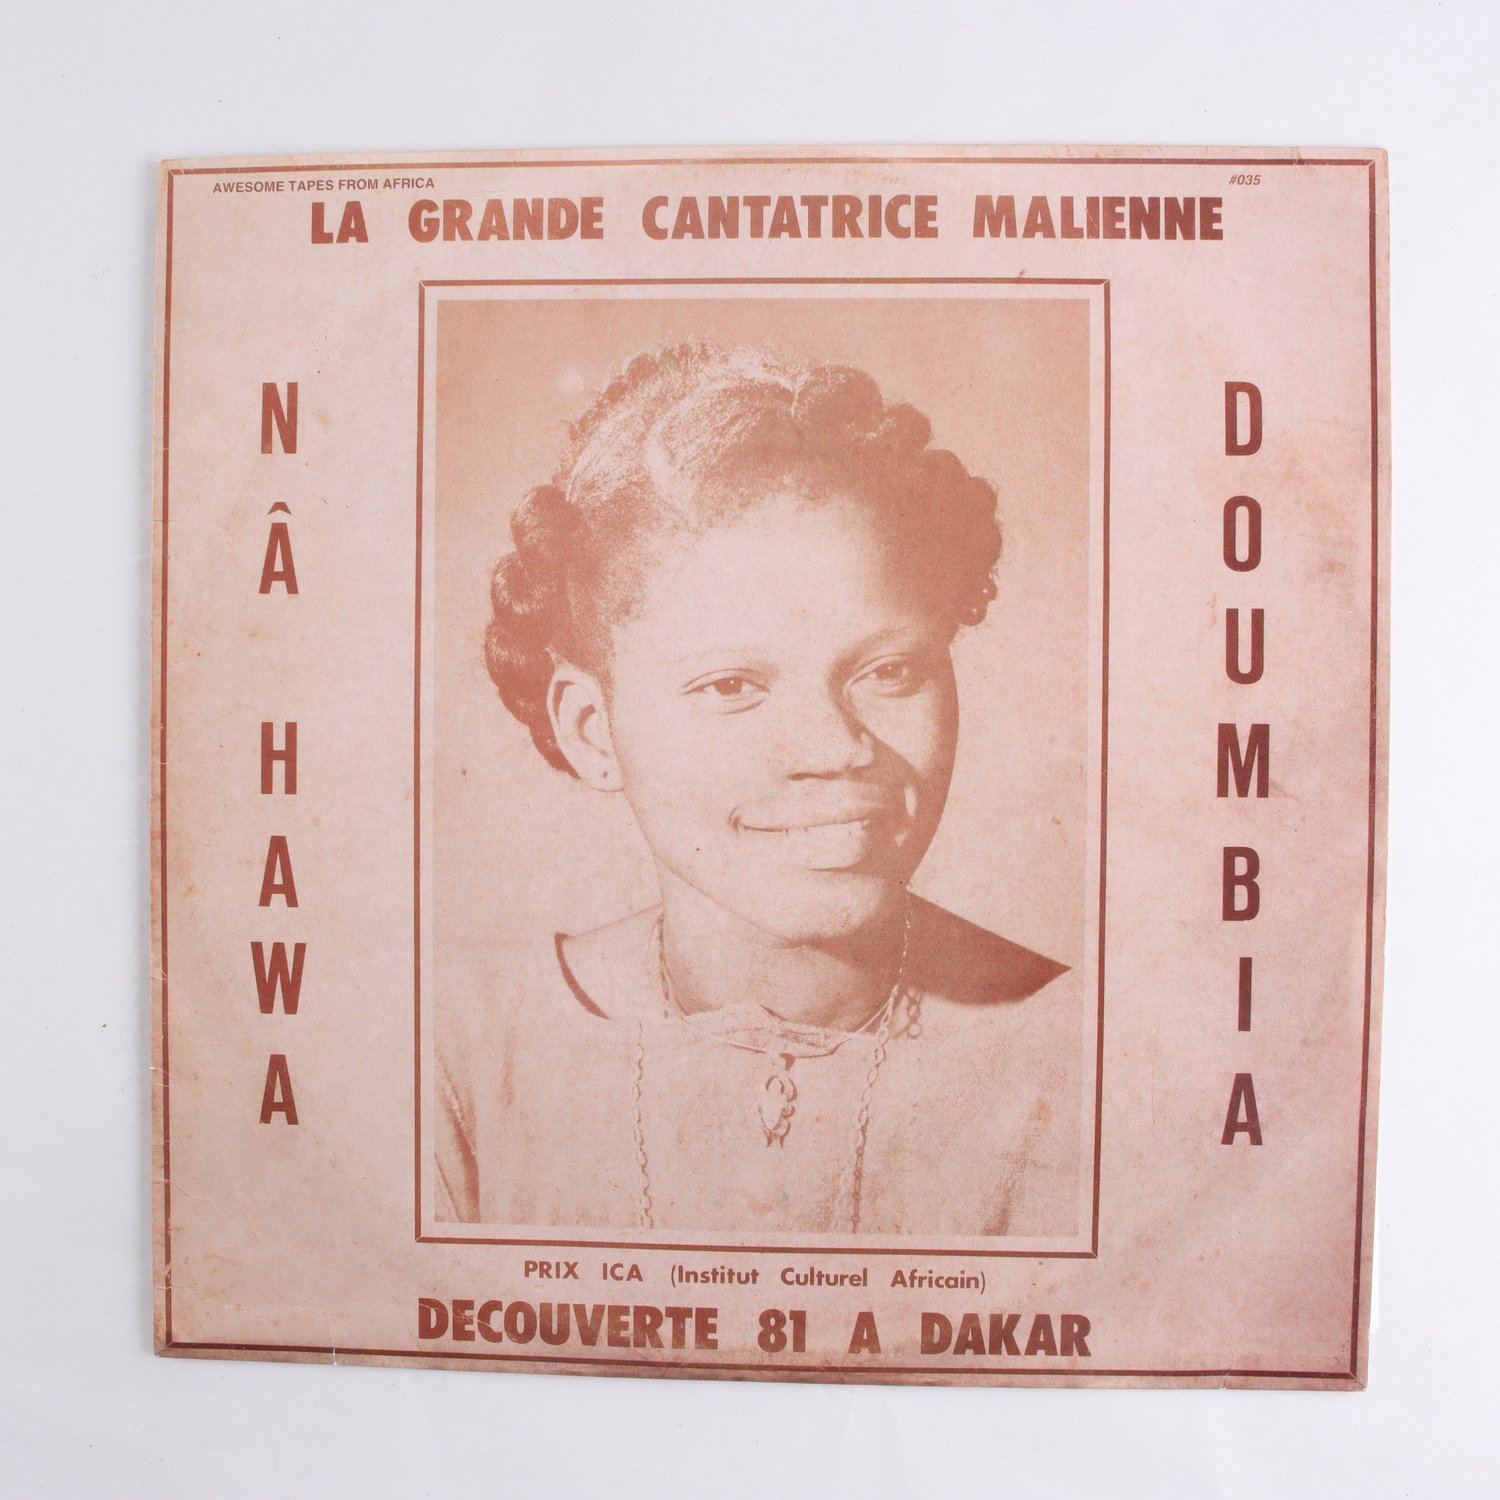 AWESOME TAPES FROM AFRICA
#035
LA GRANDE CANTATRICE MALIENNE
NÂ HAWA
DOUMBIA
PRIX ICA (Institut Culturel Africain)
DECOUVERTE 81 A DAKAR